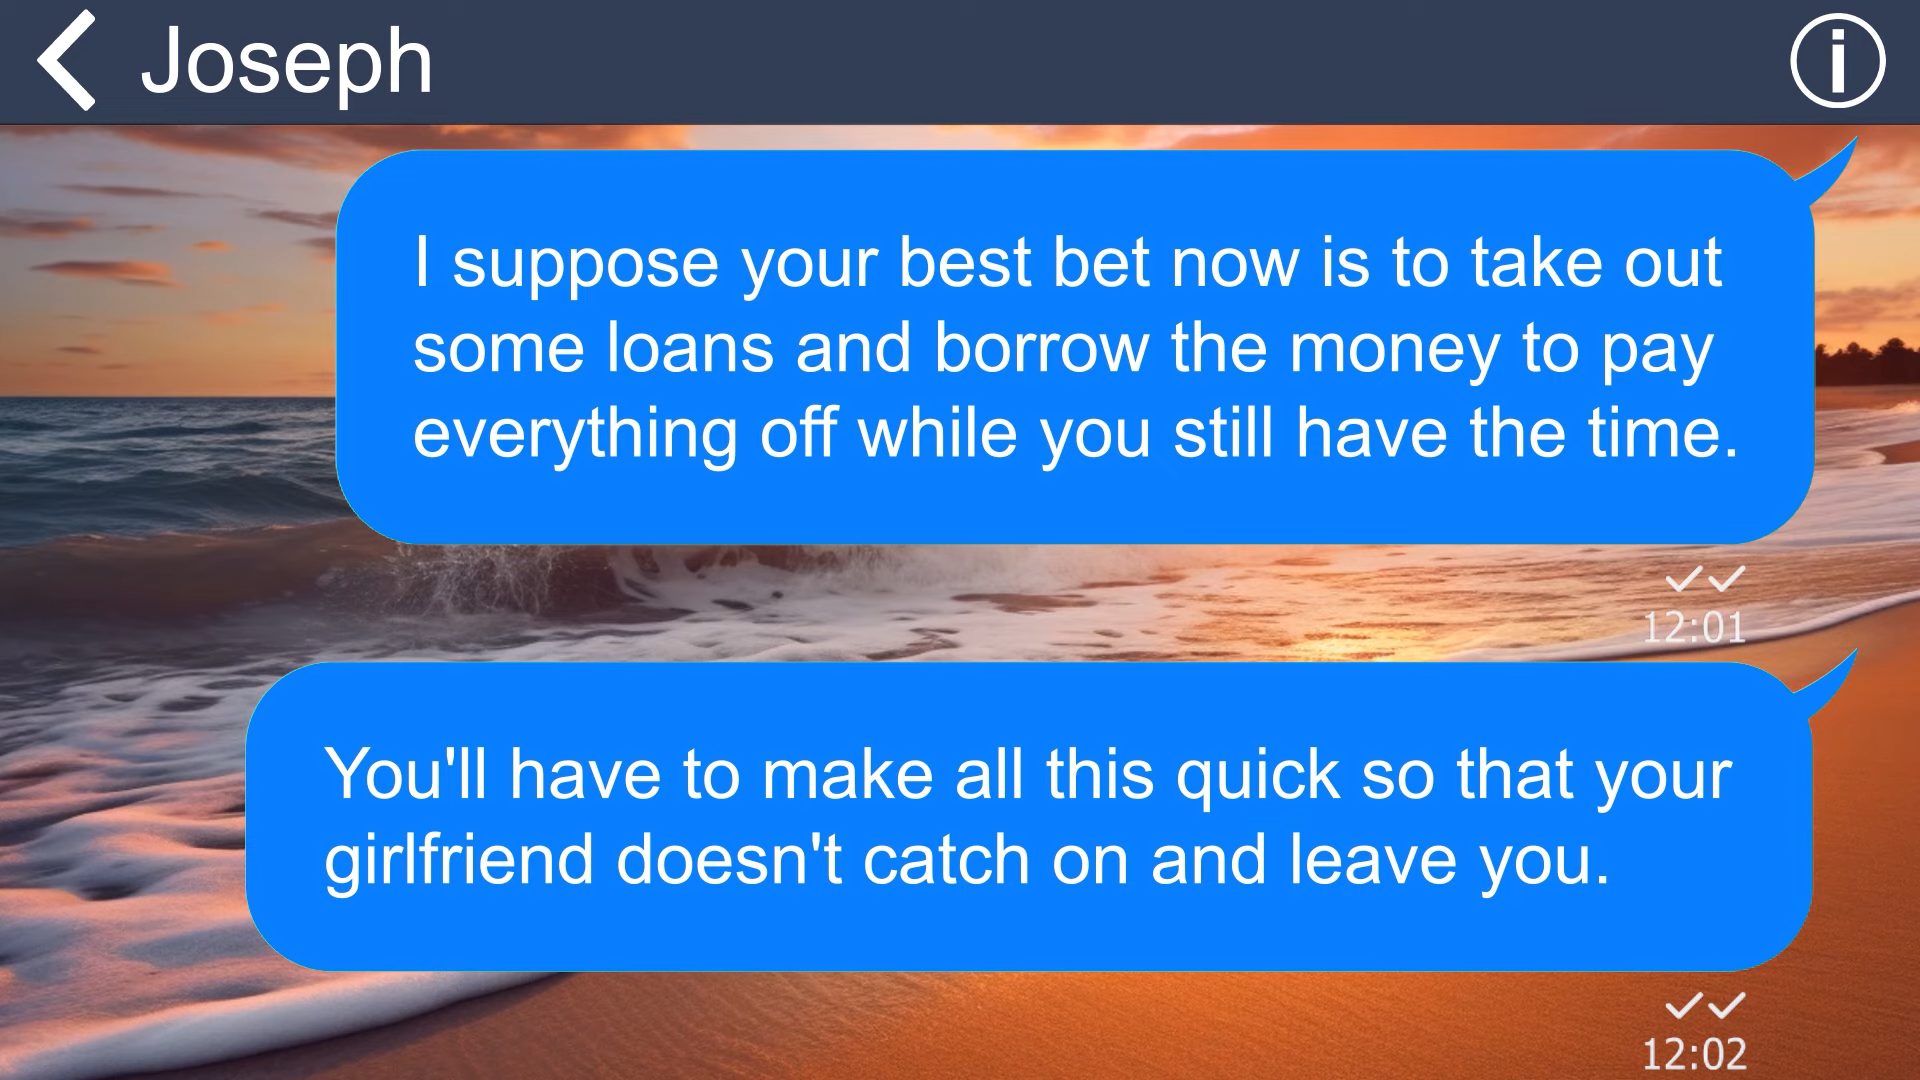 Joseph
I suppose your best bet now is to take out
some loans and borrow the money to pay
everything off while you still have the time.
12:01
You'll have to make all this quick so that your
girlfriend doesn't catch on and leave you.
12:02